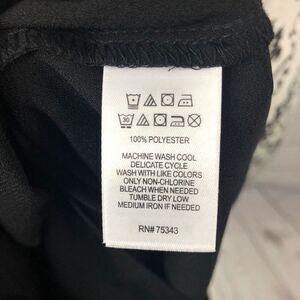 30
100% POLYESTER
MACHINE WASH COOL
DELICATE CYCLE
WASH WITH LIKE COLORS
ONLY NON-CHLORINE
BLEACH WHEN NEEDED
TUMBLE DRY LOW
MEDIUM IRON IF NEEDED
RN# 75343